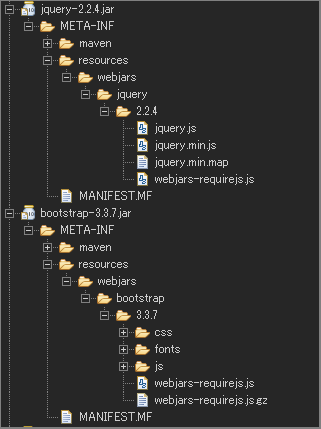 jquery-2.2.4.jar
META-INF
maven
resources
webjars
jquery
2.2.4
jquery.js
jquery.min.js
jquery.min.map
webjars-requirejs.js
MANIFEST.MF
bootstrap-3.3.7.jar
META-INF
maven
resources
webjars
bootstrap
3.3.7
css
fonts
js
webjars-requirejs.js
webjars-requirejs.js.gz
MANIFEST.MF